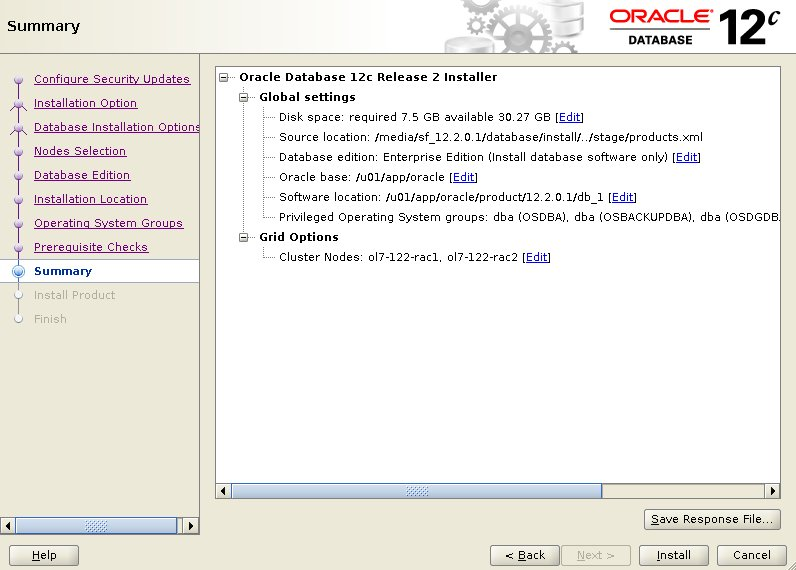 Summary
ORACLE
DATABASE
12c
Configure Security Updates
Installation Option
Database Installation Options
Nodes Selection
Database Edition
Installation Location
Operating System Groups
Prerequisite Checks
Summary
Install Product
Finish
Oracle Database 12c Release 2 Installer
Global settings
Disk space: required 7.5 GB available 30.27 GB [Edit]
Source location: /media/sf_12.2.0.1/database/install/../stage/products.xml
Database edition: Enterprise Edition (Install database software only) [Edit]
Oracle base: /u01/app/oracle [Edit]
Software location: /u01/app/oracle/product/12.2.0.1/db_1 [Edit]
Privileged Operating System groups: dba (OSDBA), dba (OSBACKUPDBA), dba (OSDGDB
Grid Options
Cluster Nodes: ol7-122-rac1, ol7-122-rac2 [Edit]
Save Response File...
Help
< Back
Next >
Install
Cancel